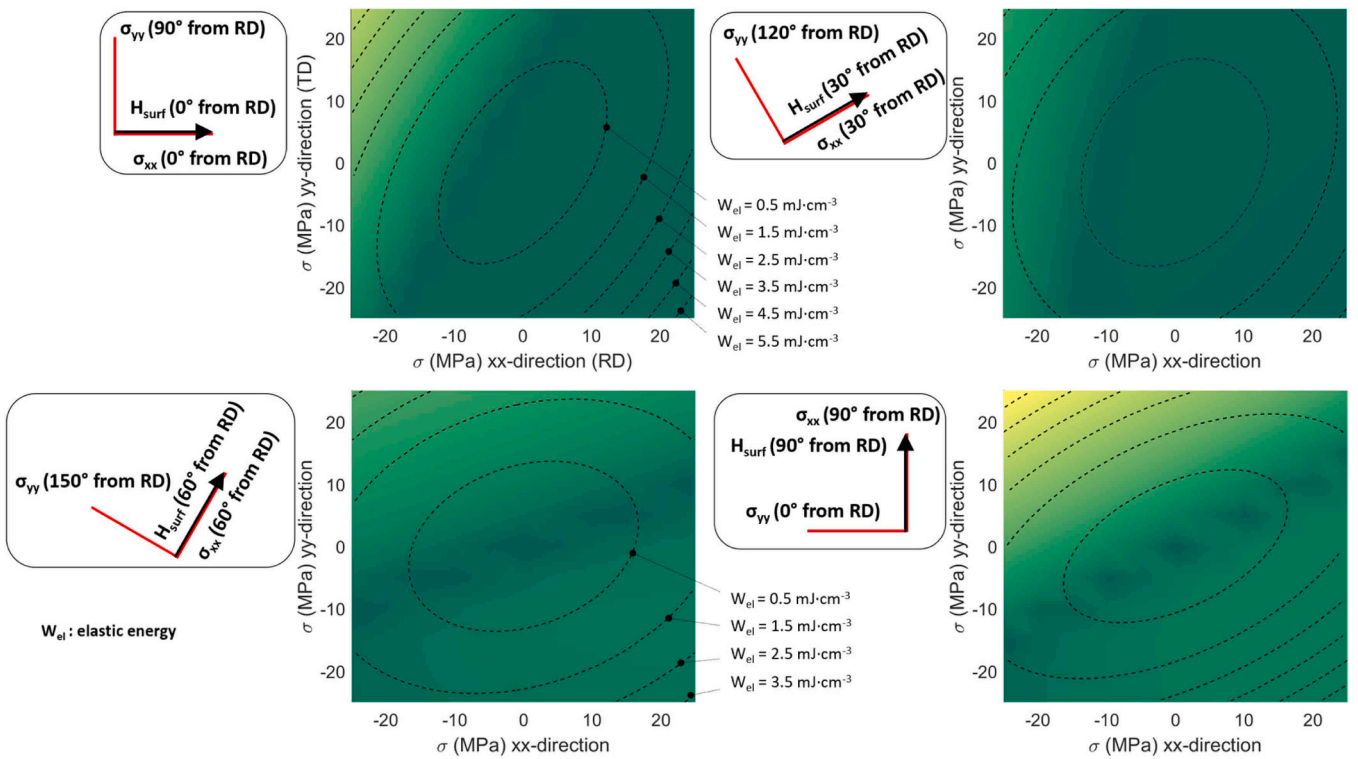 σyy (90° from RD)
Hsurf (0° from RD)
σxx (0° from RD)
σ (MPa) yy-direction (TD)
20
10
0
-10
-20
-20 -10 0 10 20
σ (MPa) xx-direction (RD)
Wel = 0.5 mJ·cm-3
Wel = 1.5 mJ·cm-3
Wel = 2.5 mJ·cm-3
Wel = 3.5 mJ·cm-3
Wel = 4.5 mJ·cm-3
Wel = 5.5 mJ·cm-3
σyy (120° from RD)
Hsurf (30° from RD)
σxx (30° from RD)
σ (MPa) yy-direction
20
10
0
-10
-20
-20 -10 0 10 20
σ (MPa) xx-direction
σyy (150° from RD)
Hsurf (60° from RD)
σxx (60° from RD)
Wel : elastic energy
σ (MPa) yy-direction
20
10
0
-10
-20
-20 -10 0 10 20
σ (MPa) xx-direction
Wel = 0.5 mJ·cm-3
Wel = 1.5 mJ·cm-3
Wel = 2.5 mJ·cm-3
Wel = 3.5 mJ·cm-3
σxx (90° from RD)
Hsurf (90° from RD)
σyy (0° from RD)
σ (MPa) yy-direction
20
10
0
-10
-20
-20 -10 0 10 20
σ (MPa) xx-direction